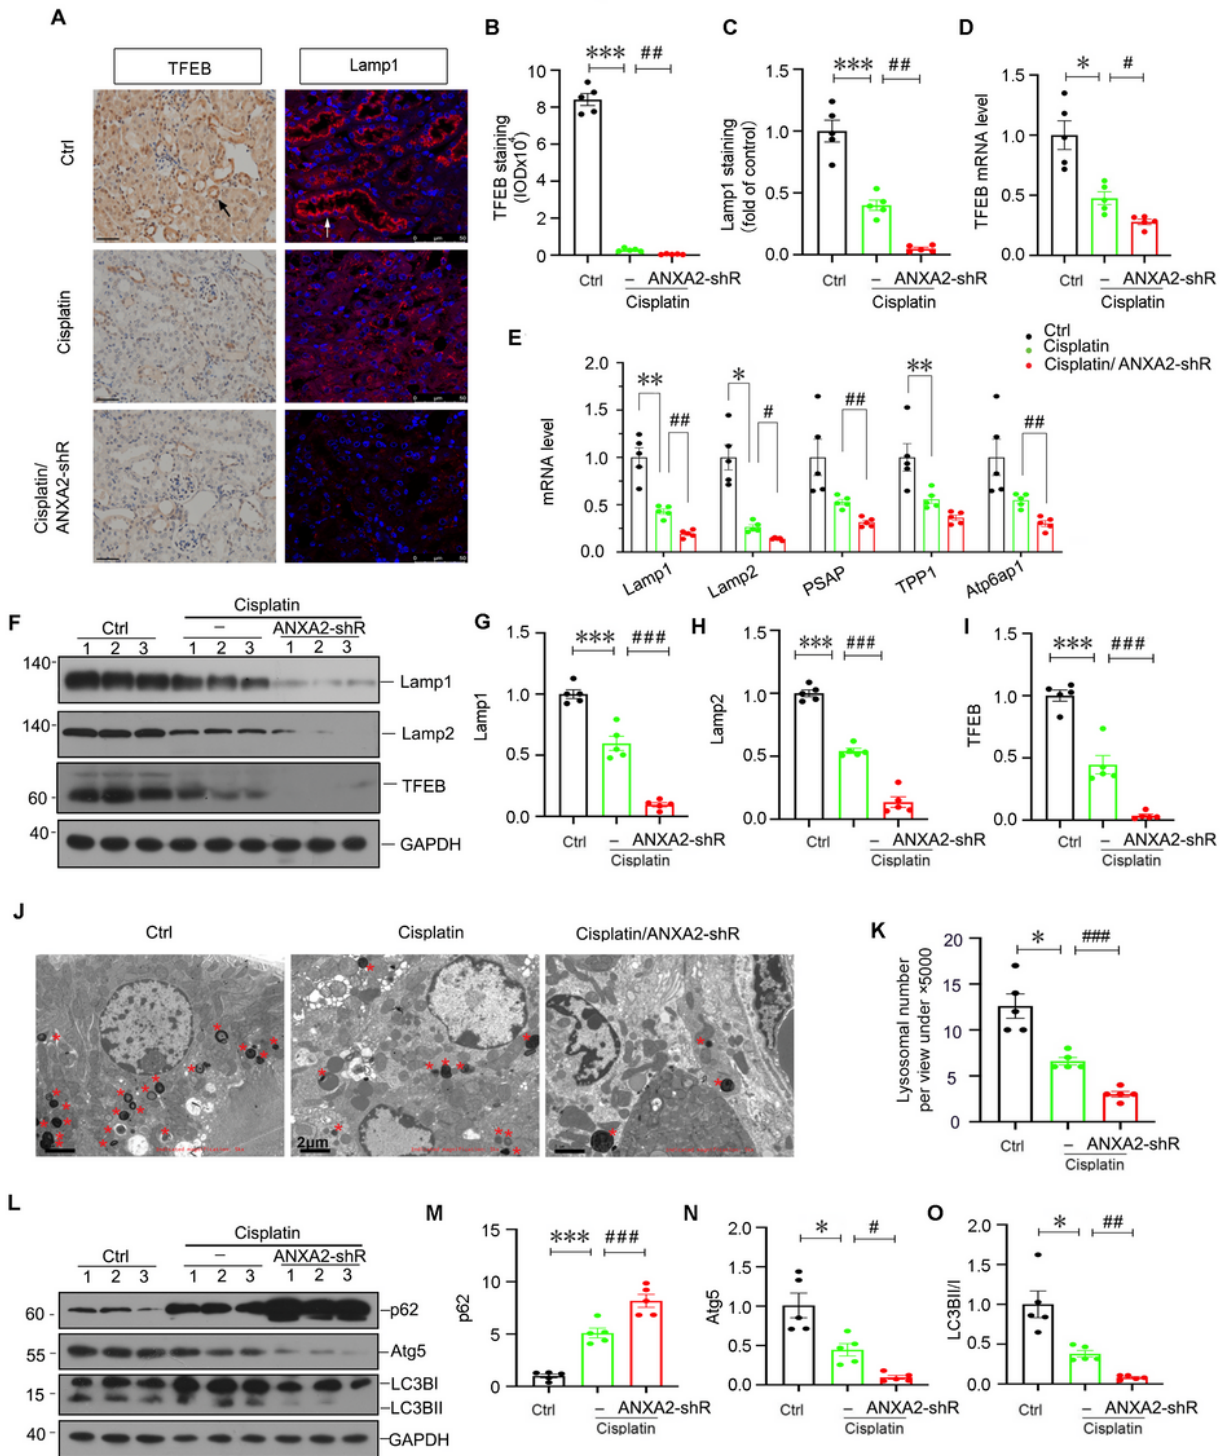 A
TFEB
Lamp1
Ctrl
Cisplatin
Cisplatin/
ANXA2-shR
B
***
##
TFEB staining
(IOD×10⁴)
10
8
6
4
2
0
Ctrl
– ANXA2-shR
Cisplatin
C
***
##
Lamp1 staining
(fold of control)
1.5
1.0
0.5
0.0
Ctrl
– ANXA2-shR
Cisplatin
D
*
#
TFEB mRNA level
1.5
1.0
0.5
0.0
Ctrl
– ANXA2-shR
Cisplatin
E
Ctrl
Cisplatin
Cisplatin/ ANXA2-shR
mRNA level
2.0
1.5
1.0
0.5
0.0
** ## * # ## ** ##
Lamp1 Lamp2 PSAP TPP1 Atp6ap1
F
Cisplatin
Ctrl – ANXA2-shR
1 2 3 1 2 3 1 2 3
140-
Lamp1
140-
Lamp2
TFEB
60-
40-
GAPDH
G
***
###
Lamp1
1.5
1.0
0.5
0.0
Ctrl
– ANXA2-shR
Cisplatin
H
***
###
Lamp2
1.5
1.0
0.5
0.0
Ctrl
– ANXA2-shR
Cisplatin
I
***
###
TFEB
1.5
1.0
0.5
0.0
Ctrl
– ANXA2-shR
Cisplatin
J
Ctrl
Cisplatin
Cisplatin/ANXA2-shR
2μm
K
*
###
Lysosomal number
per view under ×5000
20
15
10
5
0
Ctrl
– ANXA2-shR
Cisplatin
L
Cisplatin
Ctrl – ANXA2-shR
1 2 3 1 2 3 1 2 3
60-
p62
55-
Atg5
LC3BI
15-
LC3BII
40-
GAPDH
M
***
###
p62
15
10
5
0
Ctrl
– ANXA2-shR
Cisplatin
N
*
#
Atg5
2.0
1.5
1.0
0.5
0.0
Ctrl
– ANXA2-shR
Cisplatin
O
*
##
LC3BII/I
2.0
1.5
1.0
0.5
0.0
Ctrl
– ANXA2-shR
Cisplatin